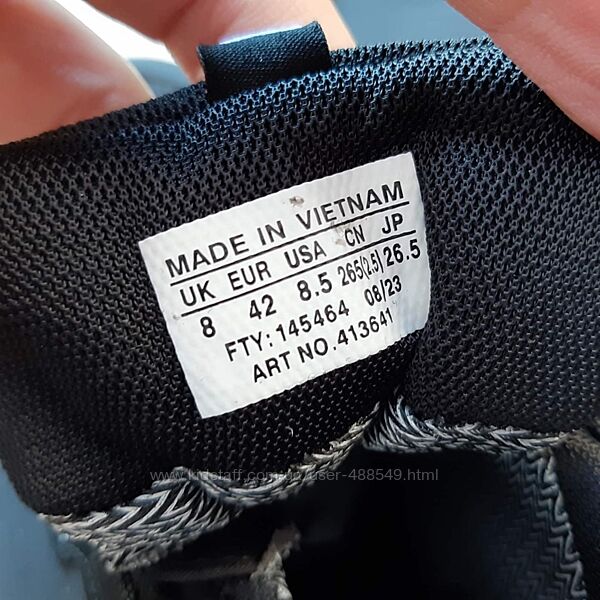 MADE IN VIETNAM
UK EUR USA CN JP
8 42 8.5 265(2.5) 26.5
FTY: 145464 08/23
ART NO. 413641